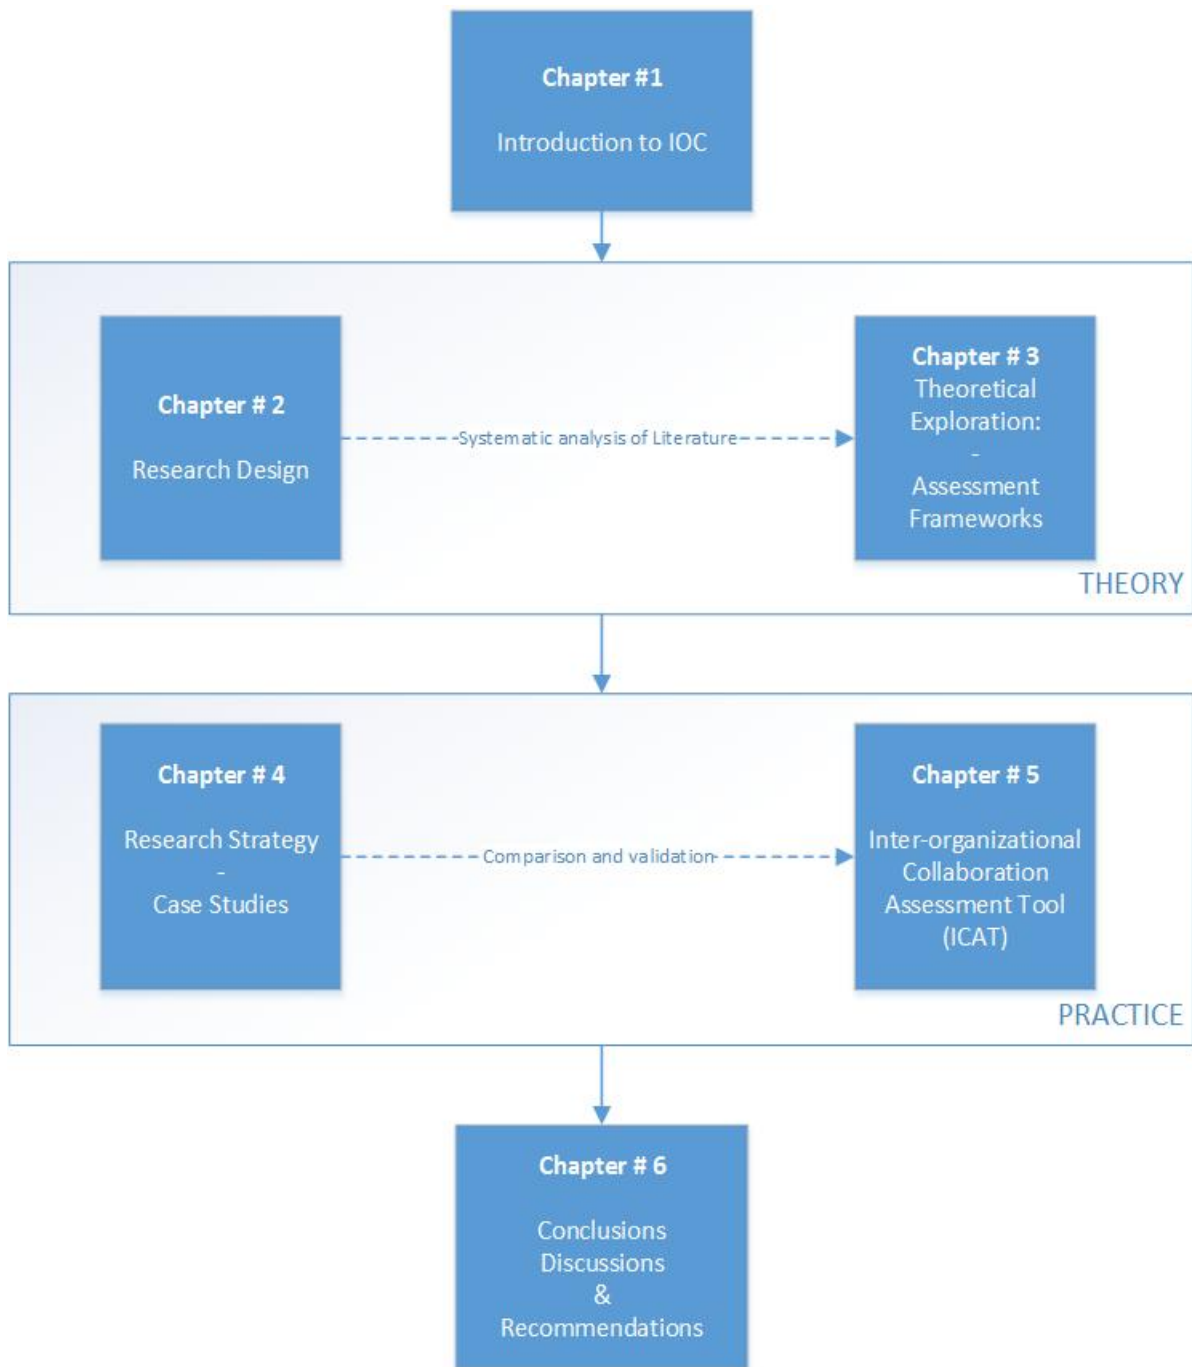 Chapter #1
Introduction to IOC
Chapter # 2
Research Design
Systematic analysis of Literature
Chapter # 3
Theoretical
Exploration:
-
Assessment
Frameworks
THEORY
Chapter # 4
Research Strategy
-
Case Studies
Comparison and validation
Chapter # 5
Inter-organizational
Collaboration
Assessment Tool
(ICAT)
PRACTICE
Chapter # 6
Conclusions
Discussions
&
Recommendations